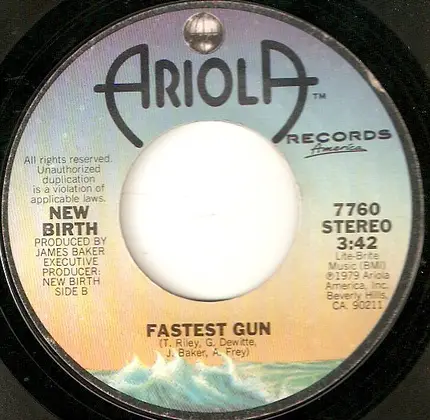 ARIOLA™
RECORDS
America
All rights reserved.
Unauthorized
duplication
is a violation of
applicable laws.
NEW
BIRTH
PRODUCED BY
JAMES BAKER
EXECUTIVE
PRODUCER:
NEW BIRTH
SIDE B
7760
STEREO
3:42
Lite-Brite
Music (BMI)
℗1979 Ariola
America, Inc.
Beverly Hills,
CA. 90211
FASTEST GUN
(T. Riley, G. Dewitte,
J. Baker, A. Frey)